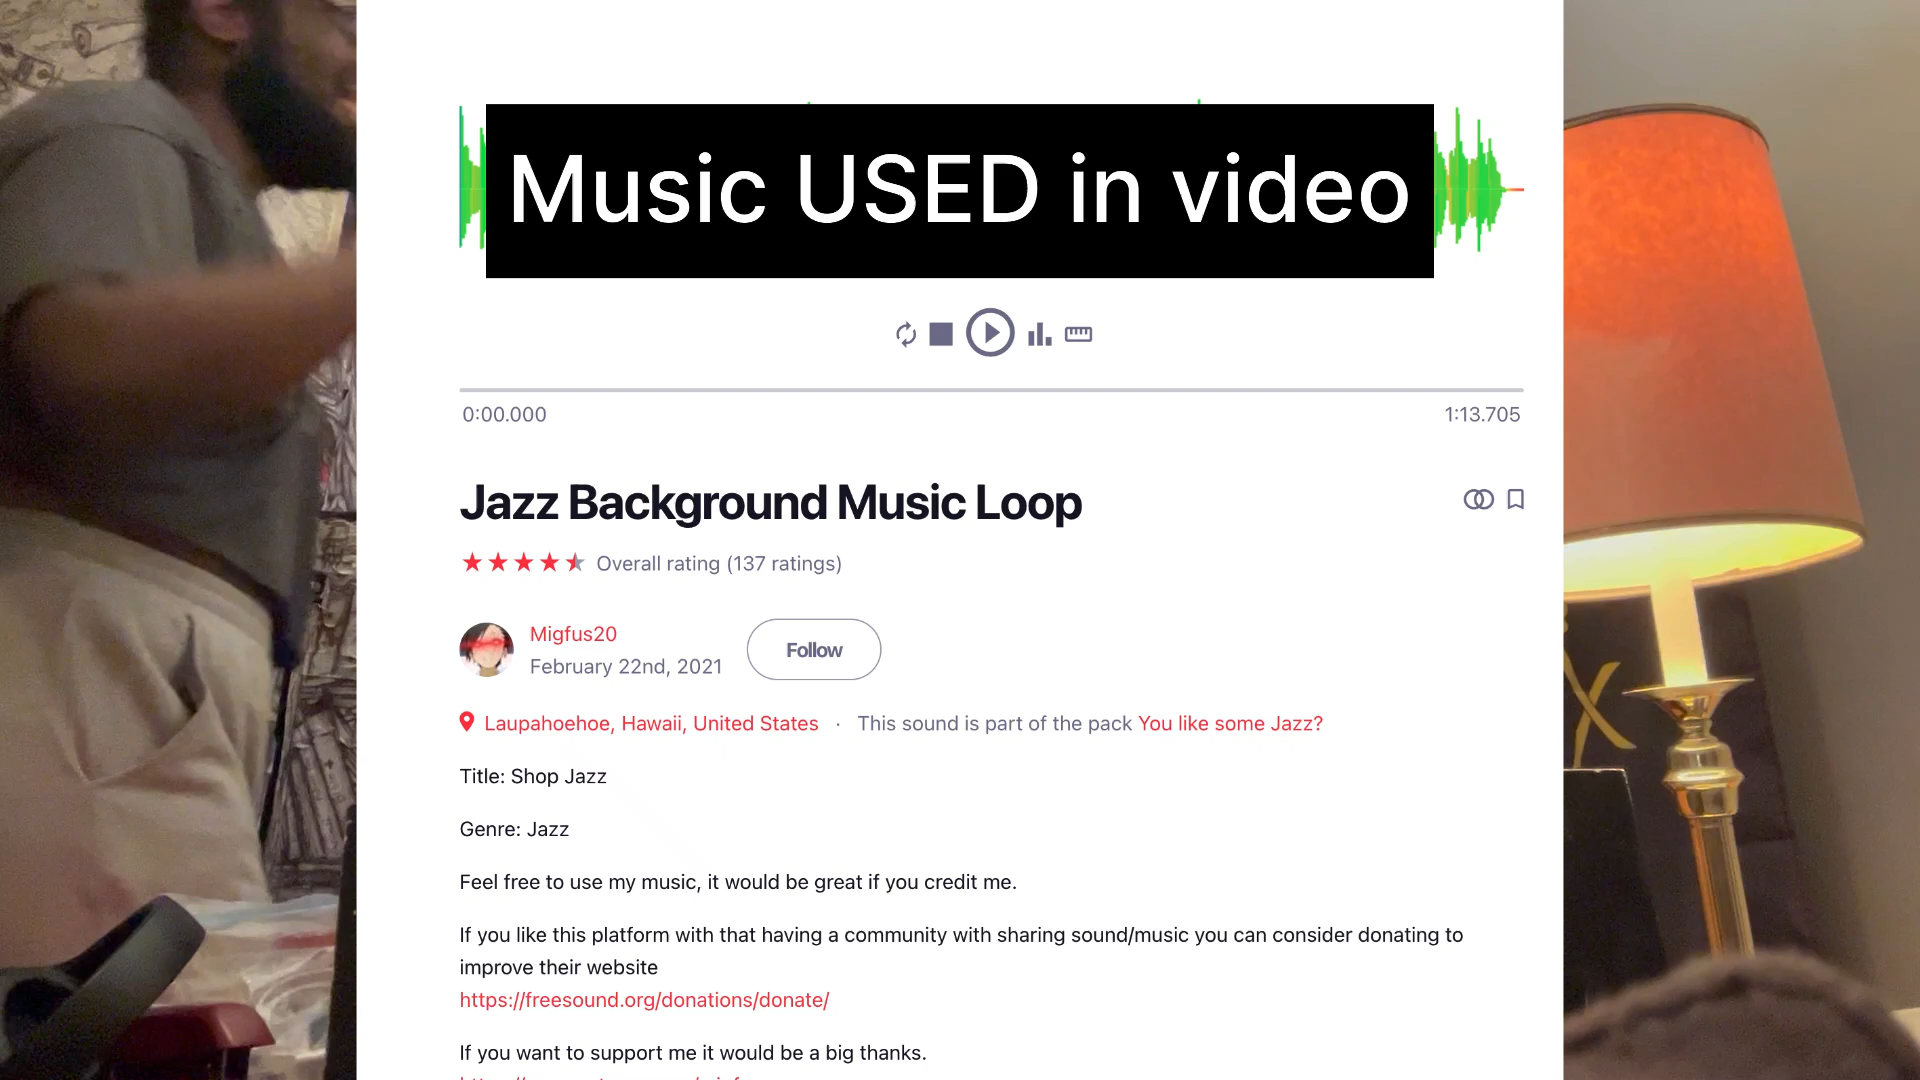 Music USED in video
0:00.000
1:13.705
Jazz Background Music Loop
Overall rating (137 ratings)
Migfus20
February 22nd, 2021
Follow
Laupahoehoe, Hawaii, United States · This sound is part of the pack You like some Jazz?
Title: Shop Jazz
Genre: Jazz
Feel free to use my music, it would be great if you credit me.
If you like this platform with that having a community with sharing sound/music you can consider donating to
improve their website
https://freesound.org/donations/donate/
If you want to support me it would be a big thanks.